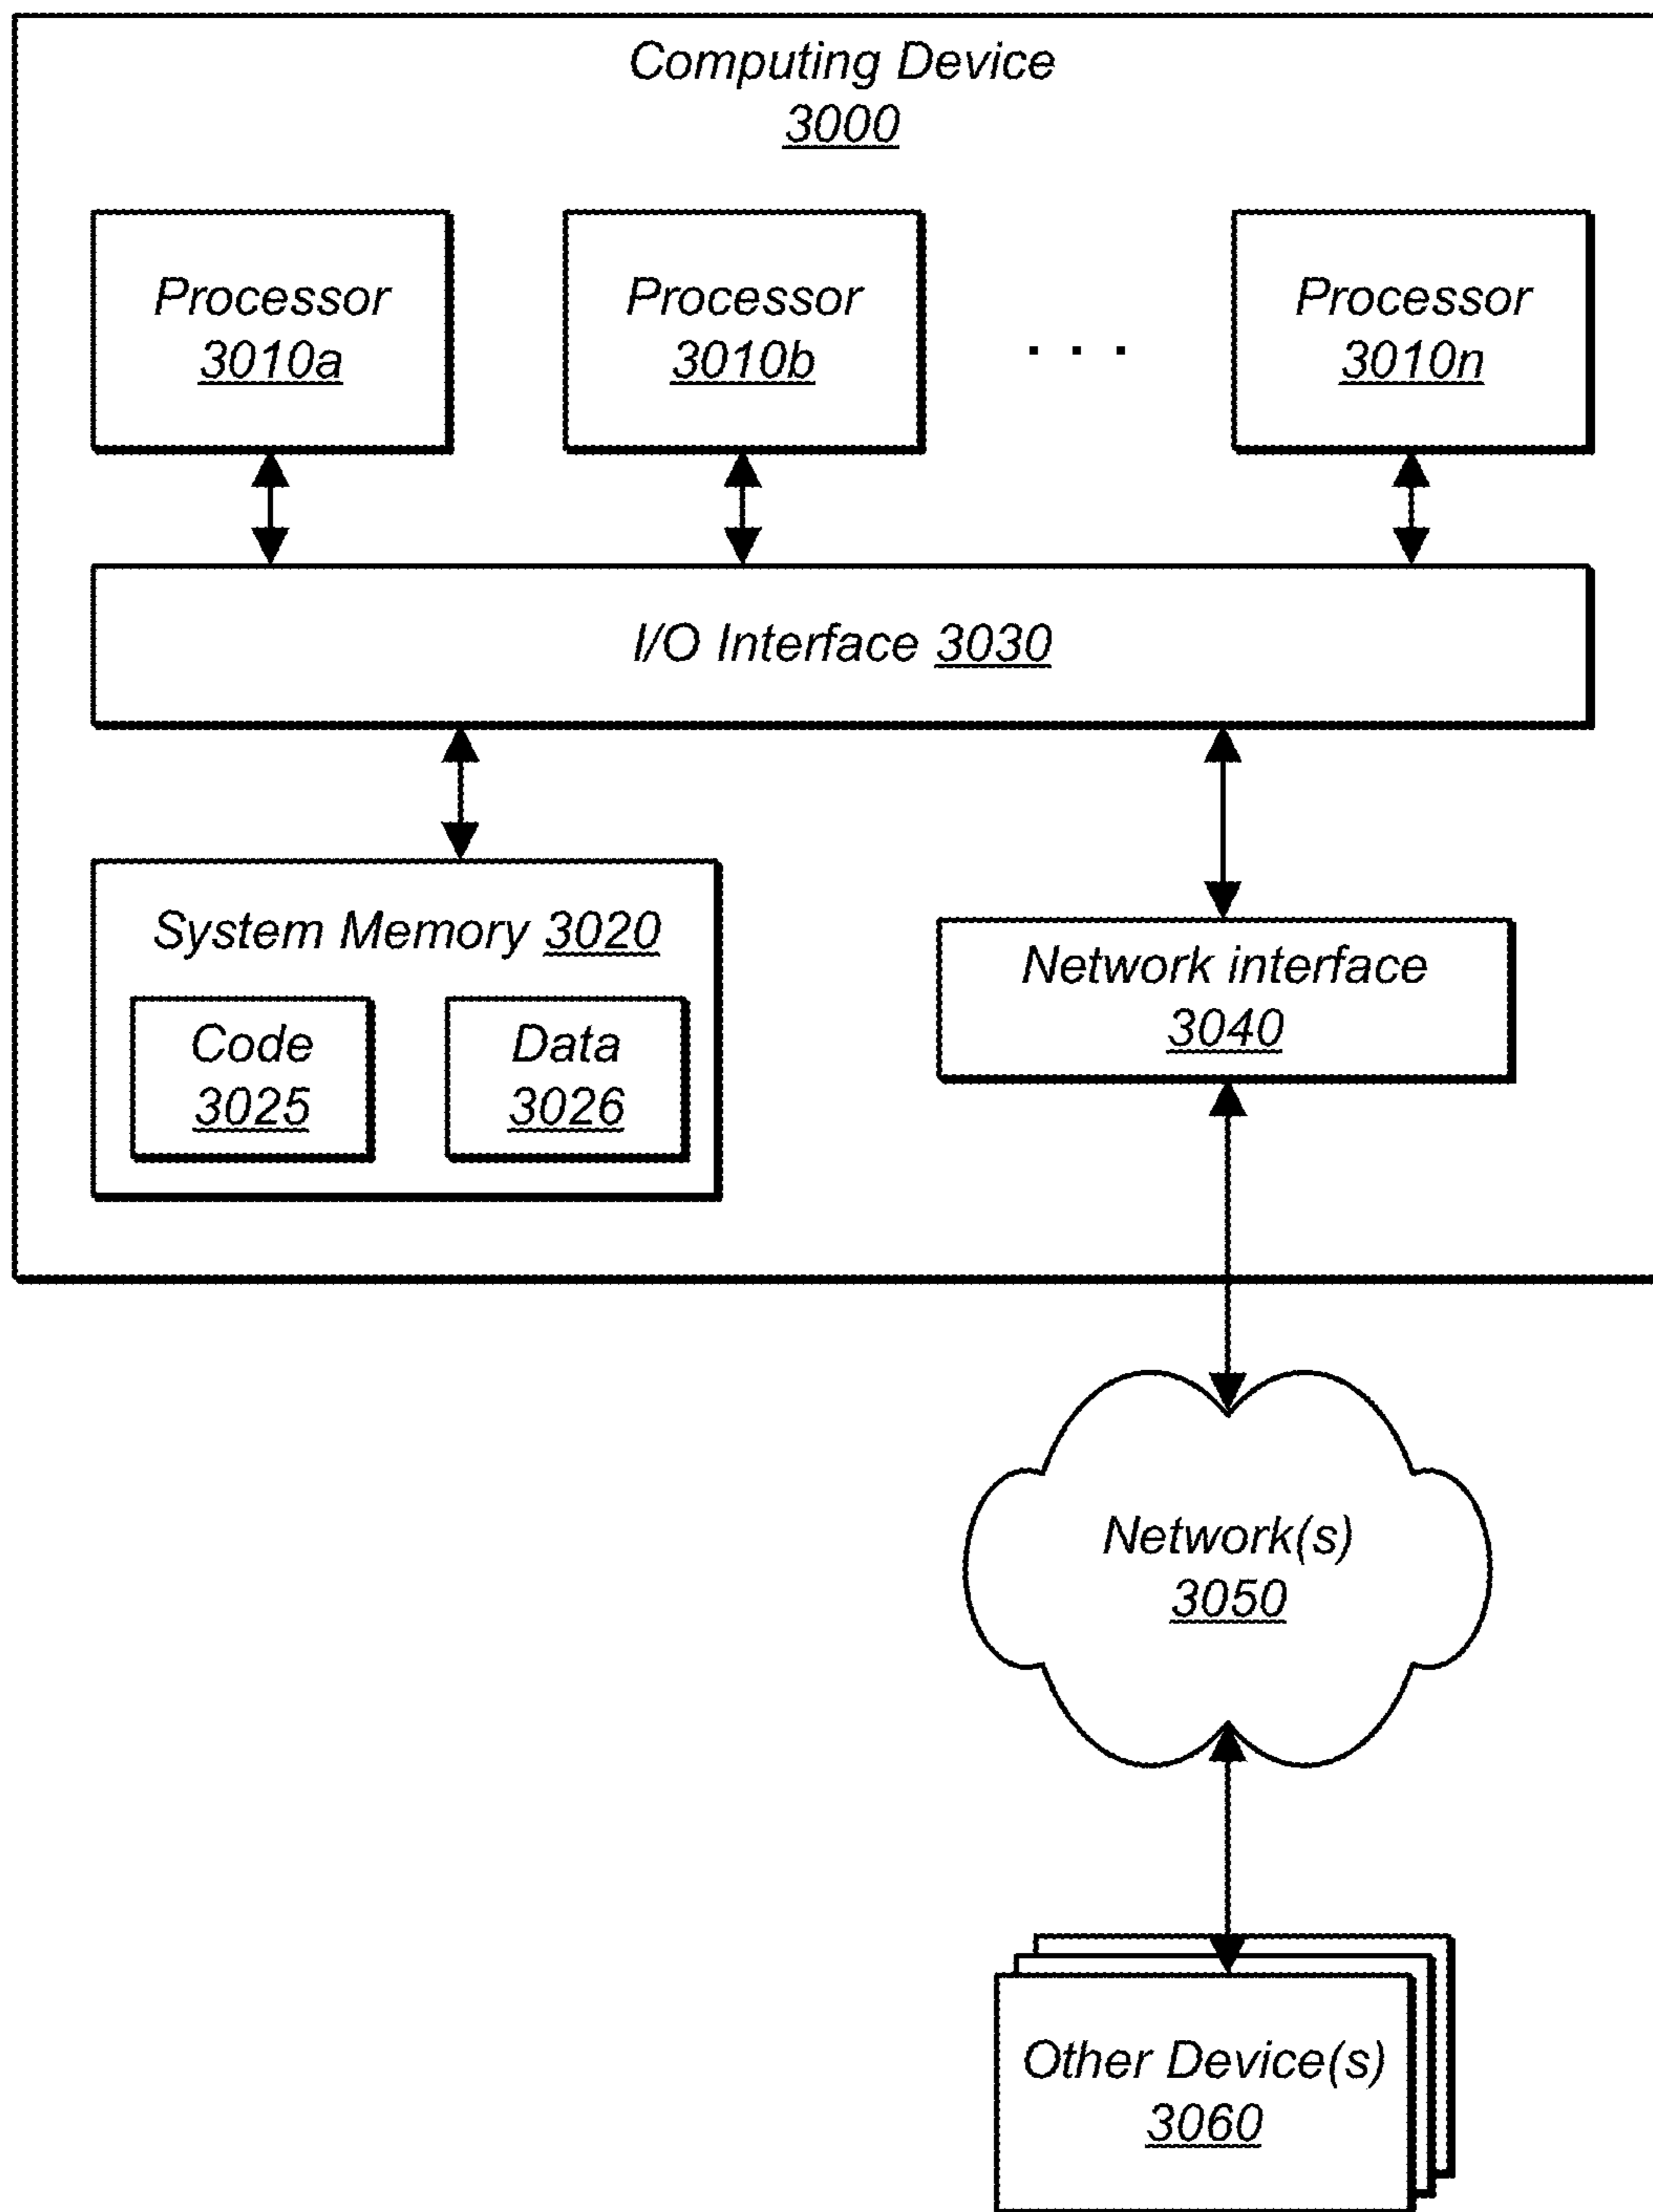 Computing Device
3000
Processor
3010a
Processor
3010b
. . .
Processor
3010n
I/O Interface 3030
System Memory 3020
Code
3025
Data
3026
Network interface
3040
Network(s)
3050
Other Device(s)
3060